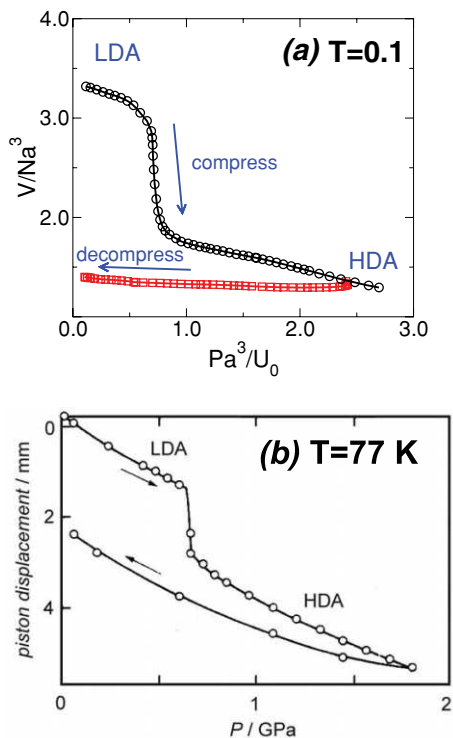 4.0
LDA
(a) T=0.1
3.0
V/Na³
compress
2.0
decompress
HDA
0.0 1.0 2.0 3.0
Pa³/U₀
0
LDA
(b) T=77 K
piston displacement / mm
2
4
HDA
0 1 2
P / GPa